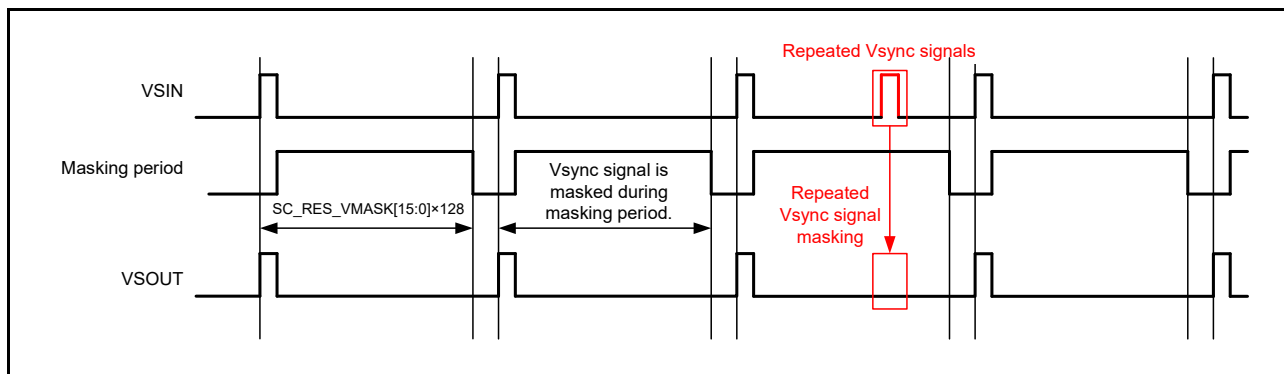 Repeated Vsync signals
VSIN
Masking period
Vsync signal is
masked during
masking period.
SC_RES_VMASK[15:0]×128
Repeated
Vsync signal
masking
VSOUT